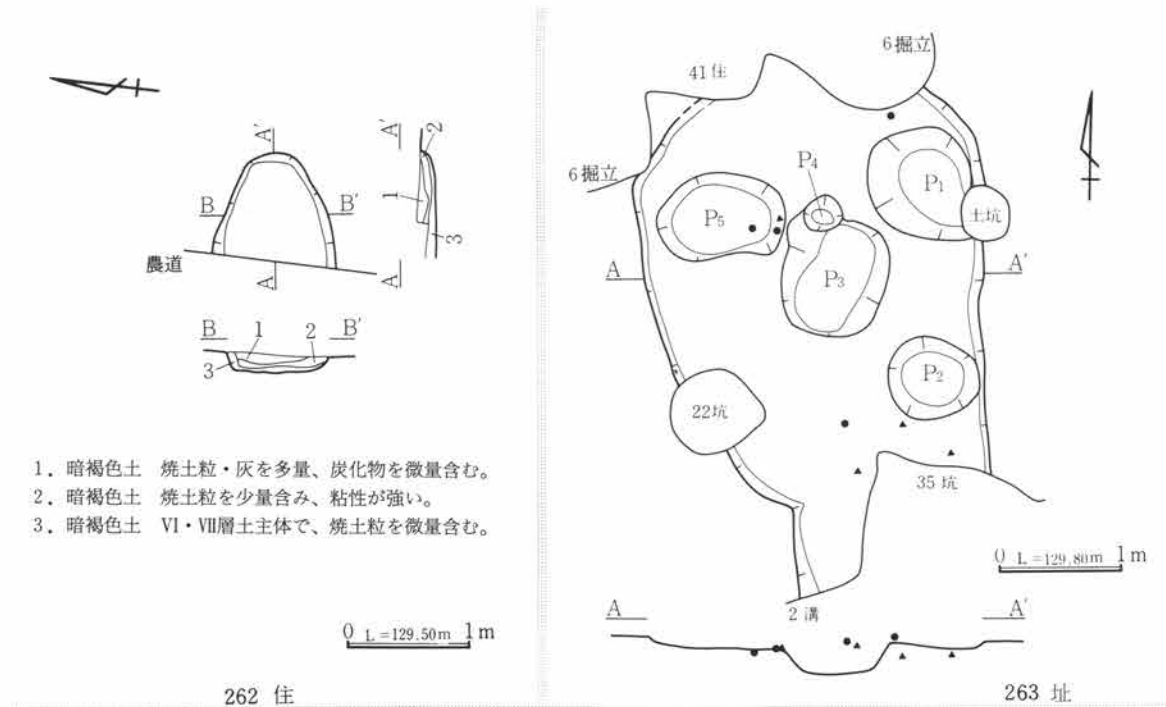 A'
A'
2
B
B'
1
3
農道
A
A
B
1
2
B'
3
1. 暗褐色土 焼土粒・灰を多量、炭化物を微量含む。
2. 暗褐色土 焼土粒を少量含み、粘性が強い。
3. 暗褐色土 VI・VII層土主体で、焼土粒を微量含む。
0 L=129.50m 1m
262 住
6掘立
41住
6掘立
P4
P1
P5
土坑
A
P3
A'
P2
22坑
35坑
0 L=129.80m 1m
A
2溝
A'
263 址